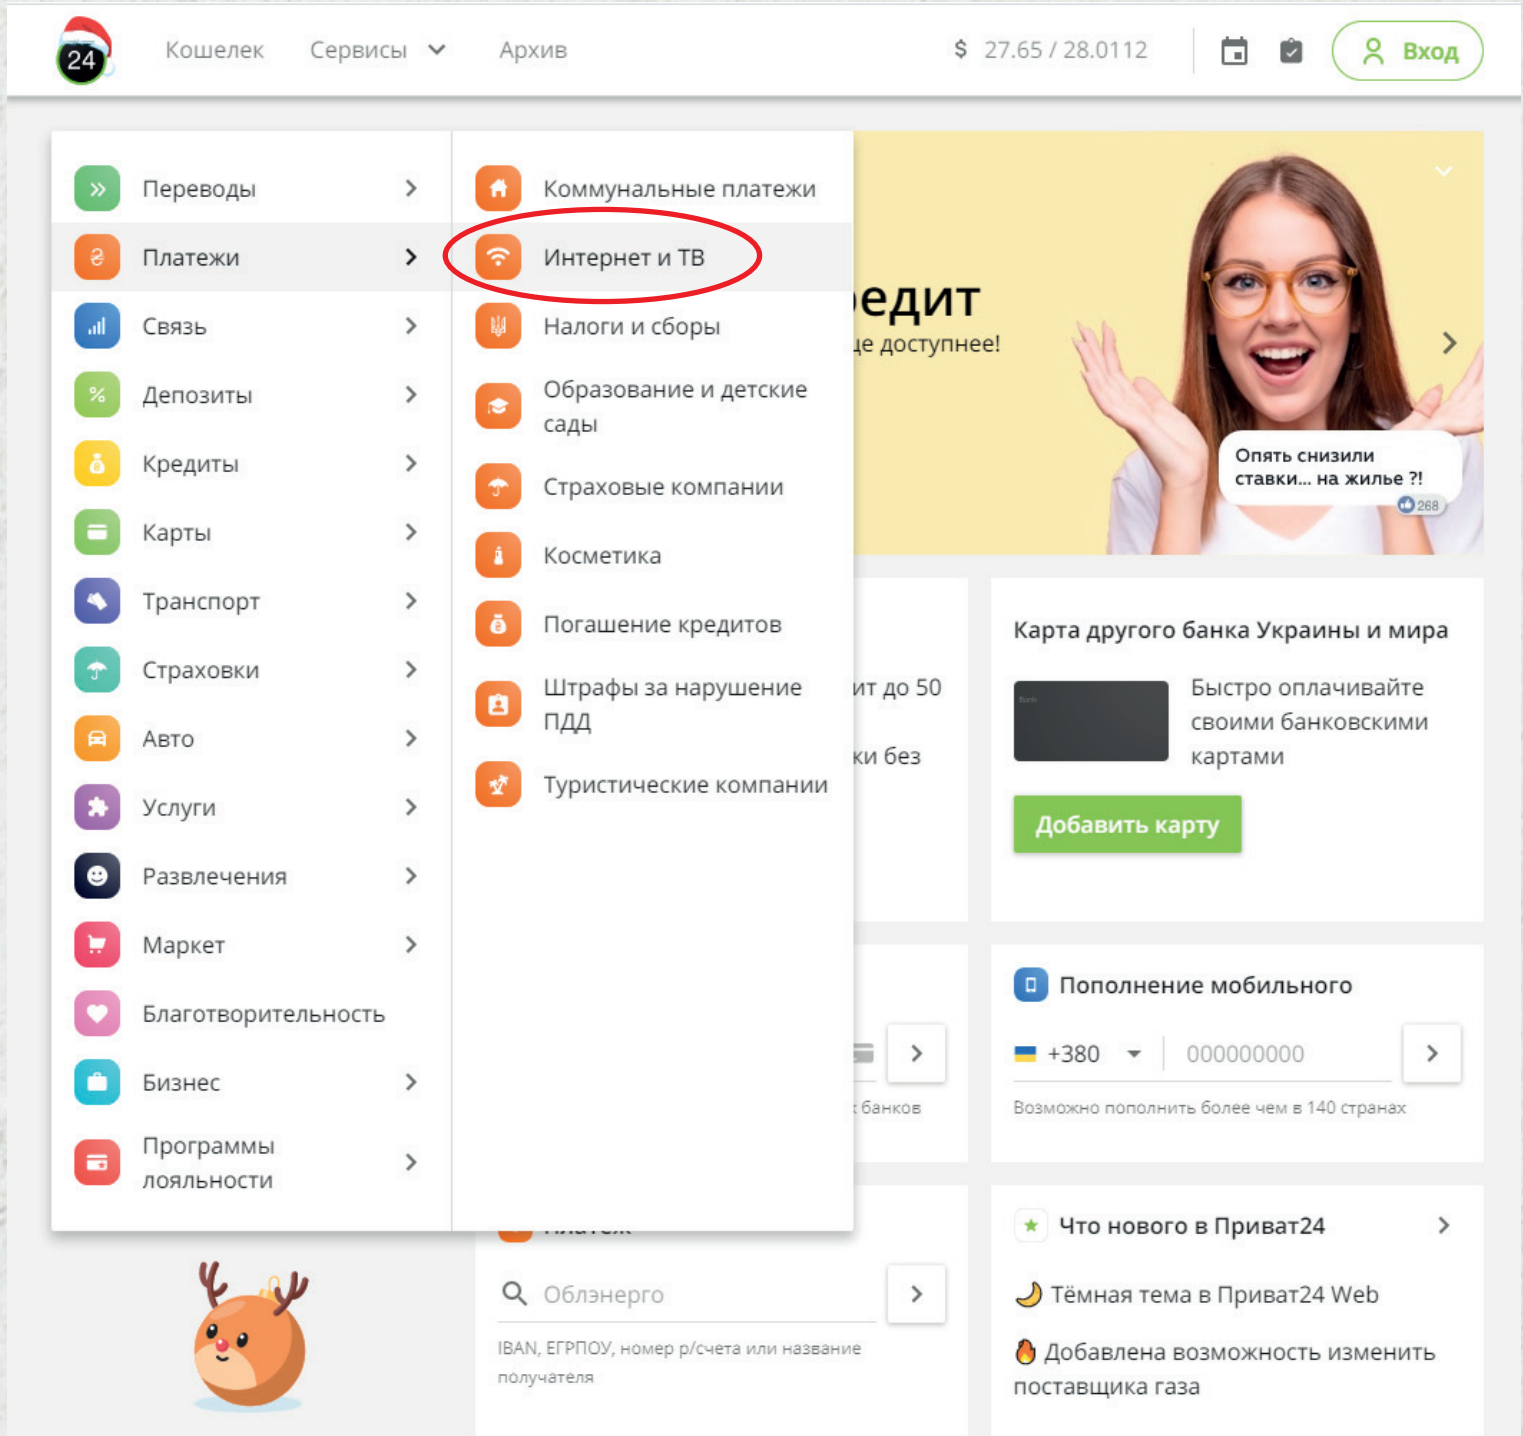 24
Кошелек
Сервисы
Архив
$ 27.65 / 28.0112
Вход
Переводы
Платежи
Связь
Депозиты
Кредиты
Карты
Транспорт
Страховки
Авто
Услуги
Развлечения
Маркет
Благотворительность
Бизнес
Программы
лояльности
Коммунальные платежи
Интернет и ТВ
Налоги и сборы
Образование и детские
сады
Страховые компании
Косметика
Погашение кредитов
Штрафы за нарушение
ПДД
Туристические компании
едит
це доступнее!
Опять снизили
ставки... на жилье ?!
268
ит до 50
ки без
Карта другого банка Украины и мира
Bank
Быстро оплачивайте
своими банковскими
картами
Добавить карту
банков
Пополнение мобильного
+380
000000000
Возможно пополнить более чем в 140 странах
Платеж
Облэнерго
IBAN, ЕГРПОУ, номер р/счета или название
получателя
Что нового в Приват24
Тёмная тема в Приват24 Web
Добавлена возможность изменить
поставщика газа